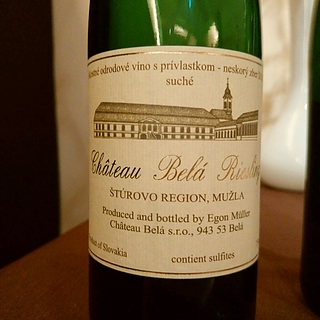 odrodové víno s prívlastkom - neskorý zber
suché
Château Belá Riesling
ŠTÚROVO REGION, MUŽLA
Produced and bottled by Egon Müller
Château Belá s.r.o., 943 53 Belá
of Slovakia
contient sulfites